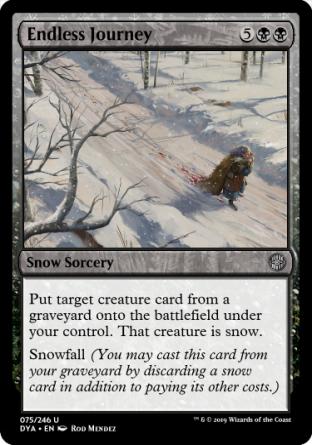 Endless Journey 5
Snow Sorcery
Put target creature card from a
graveyard onto the battlefield under
your control. That creature is snow.
Snowfall (You may cast this card from
your graveyard by discarding a snow
card in addition to paying its other costs.)
075/246 U
DYA • EN Rod Mendez
™ & © 2019 Wizards of the Coast